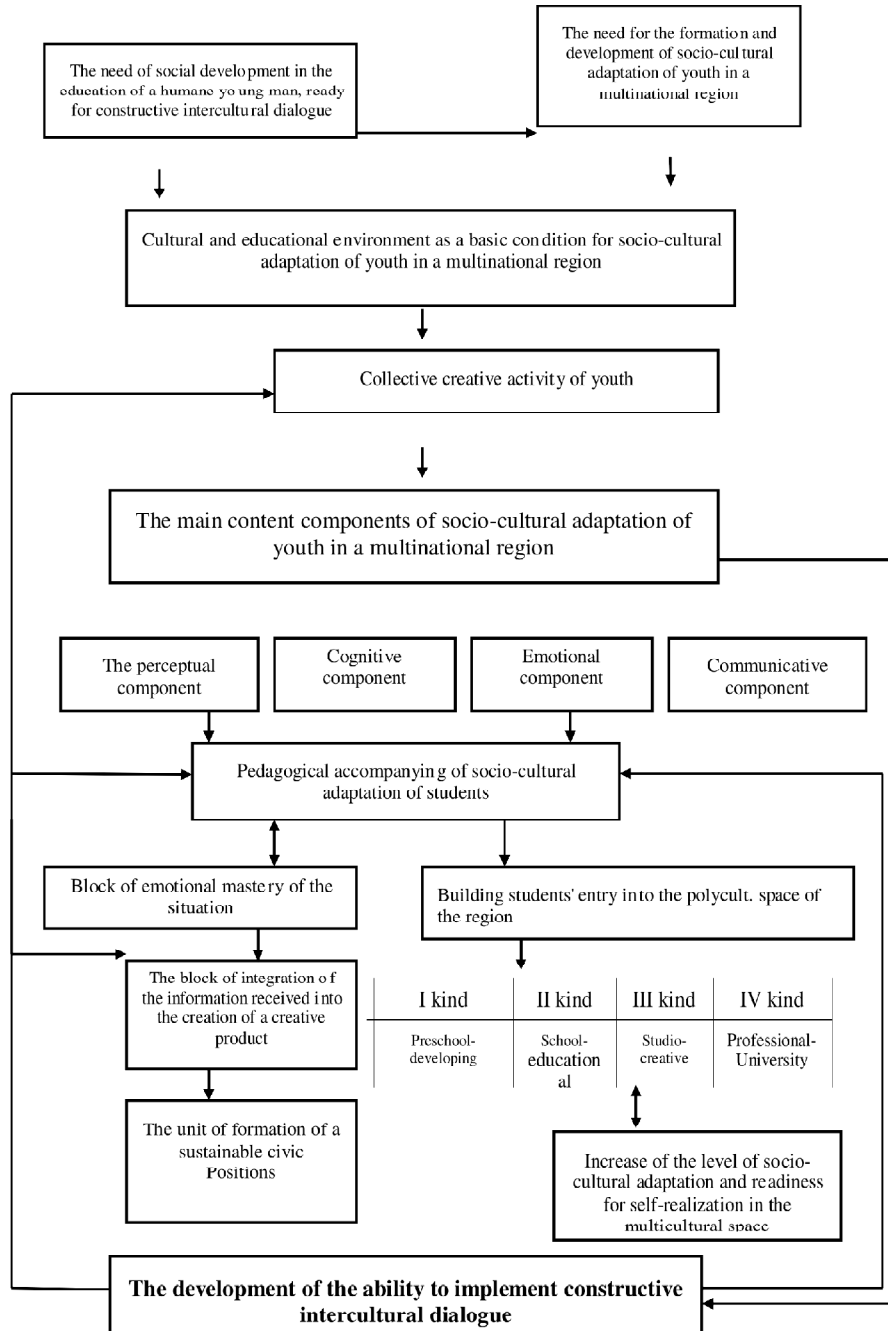 The need of social development in the
education of a humane young man, ready
for constructive intercultural dialogue
The need for the formation and
development of socio-cultural
adaptation of youth in a
multinational region
Cultural and educational environment as a basic condition for socio-cultural
adaptation of youth in a multinational region
Collective creative activity of youth
The main content components of socio-cultural adaptation of
youth in a multinational region
The perceptual
component
Cognitive
component
Emotional
component
Communicative
component
Pedagogical accompanying of socio-cultural
adaptation of students
Block of emotional mastery of the
situation
Building students' entry into the polycult. space of
the region
The block of integration of
the information received into
the creation of a creative
product
I kind
II kind
III kind
IV kind
Preschool-
developing
School-
education
al
Studio-
creative
Professional-
University
The unit of formation of a
sustainable civic
Positions
Increase of the level of socio-
cultural adaptation and readiness
for self-realization in the
multicultural space
The development of the ability to implement constructive
intercultural dialogue